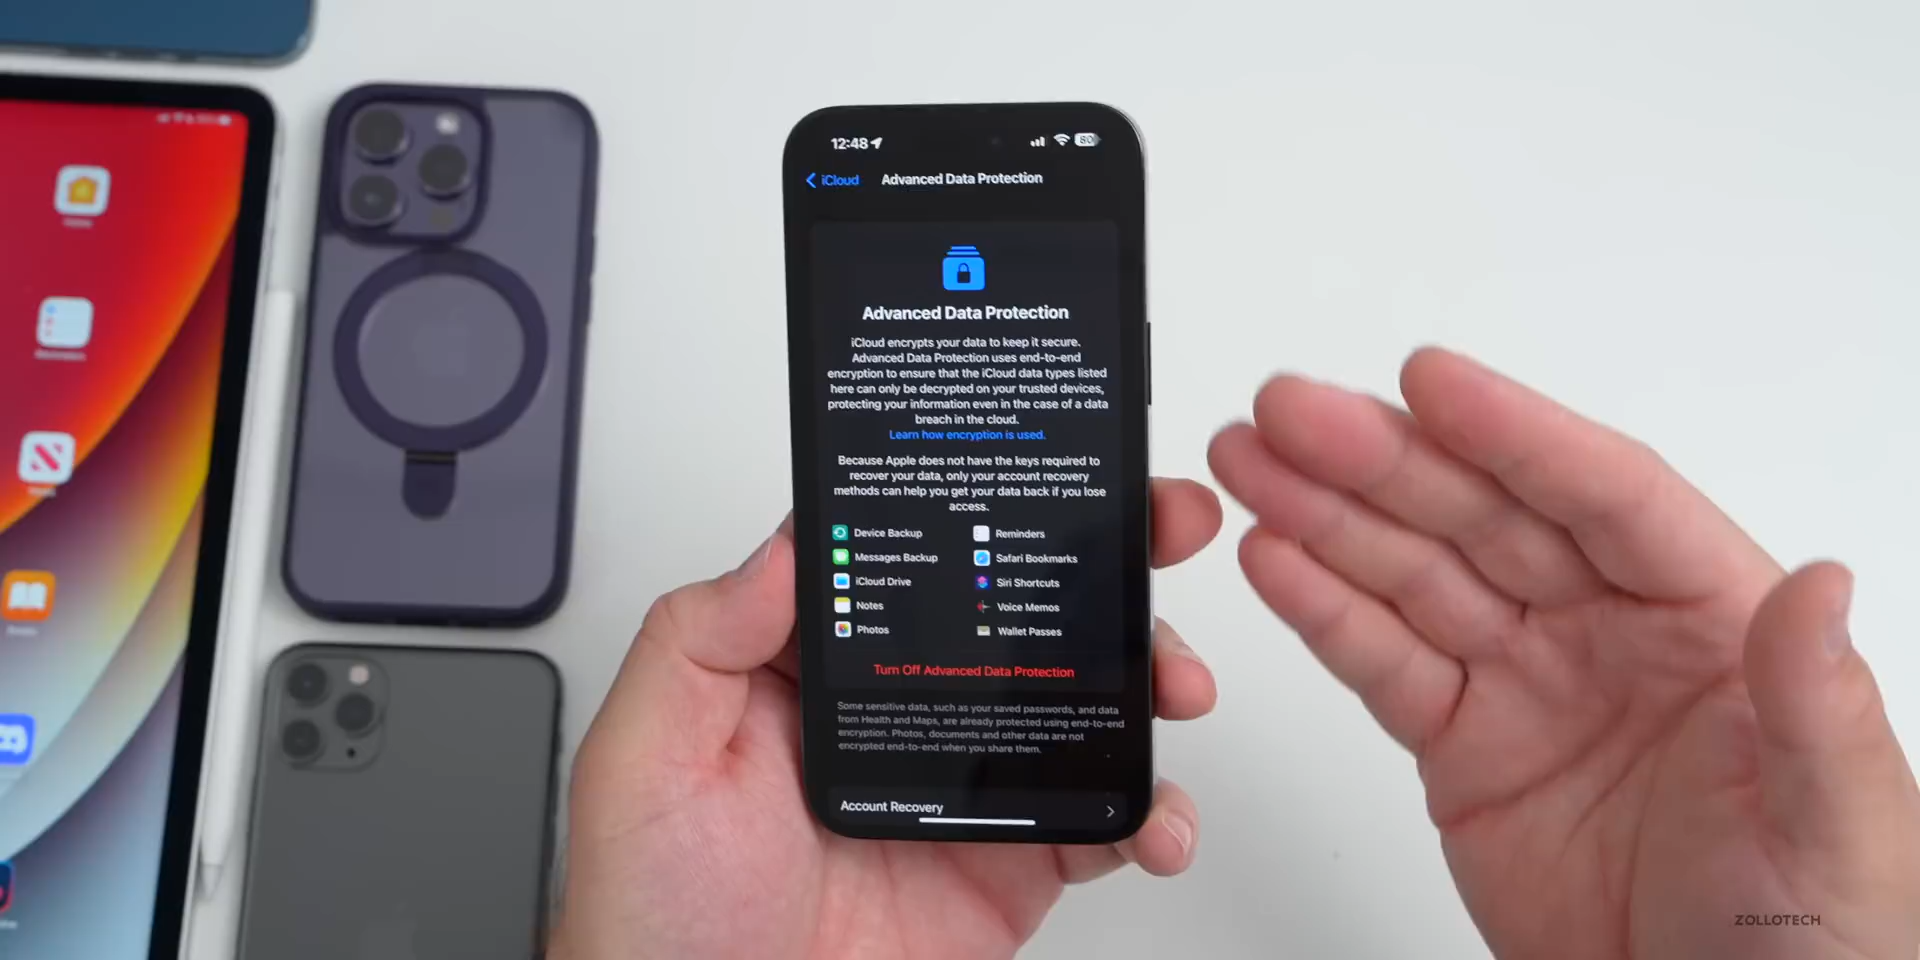 12:48
80
iCloud
Advanced Data Protection
Advanced Data Protection
iCloud encrypts your data to keep it secure.
Advanced Data Protection uses end-to-end
encryption to ensure that the iCloud data types listed
here can only be decrypted on your trusted devices,
protecting your information even in the case of a data
breach in the cloud.
Learn how encryption is used.
Because Apple does not have the keys required to
recover your data, only your account recovery
methods can help you get your data back if you lose
access.
Device Backup
Messages Backup
iCloud Drive
Notes
Photos
Reminders
Safari Bookmarks
Siri Shortcuts
Voice Memos
Wallet Passes
Turn Off Advanced Data Protection
Some sensitive data, such as your saved passwords, and data
from Health and Maps, are already protected using end-to-end
encryption. Photos, documents and other data are not
encrypted end-to-end when you share them.
Account Recovery
ZOLLOTECH